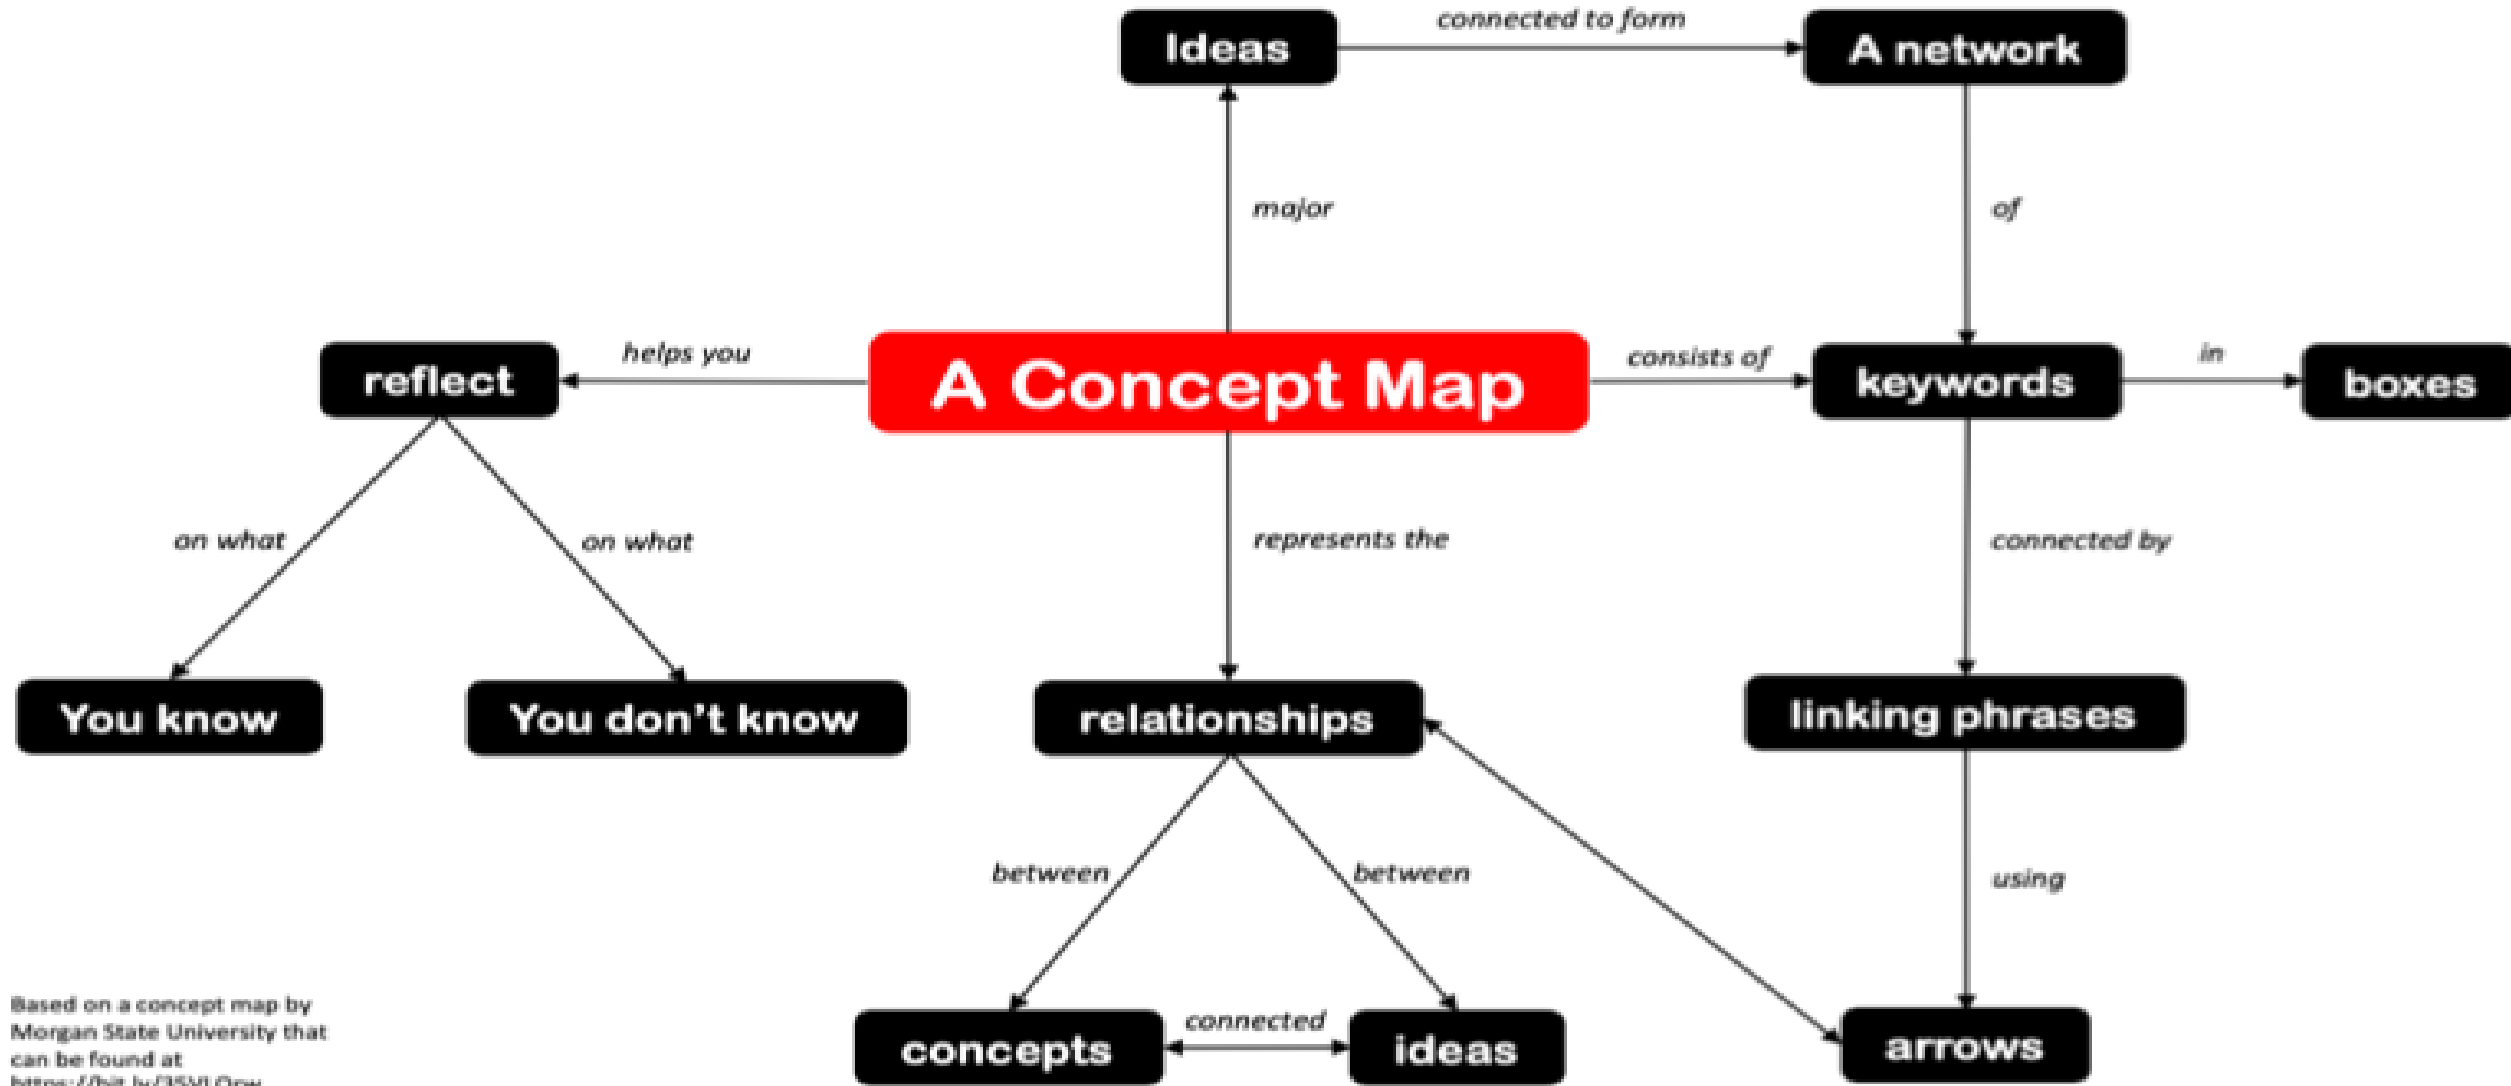 Ideas
connected to form
A network
major
of
reflect
helps you
A Concept Map
consists of
keywords
in
boxes
on what
on what
represents the
connected by
You know
You don’t know
relationships
linking phrases
between
between
using
concepts
connected
ideas
arrows
Based on a concept map by
Morgan State University that
can be found at